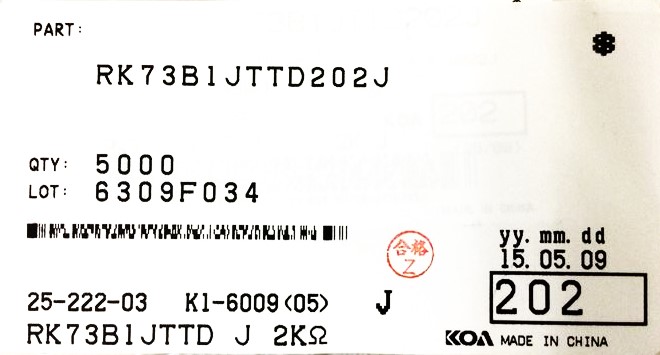 PART:
*
RK73B1JTTD202J
QTY: 5000
LOT: 6309F034
合格
Z
yy. mm. dd
15. 05. 09
25-222-03 K1-6009<05> J
202
RK73B1JTTD J 2KΩ
KOA MADE IN CHINA